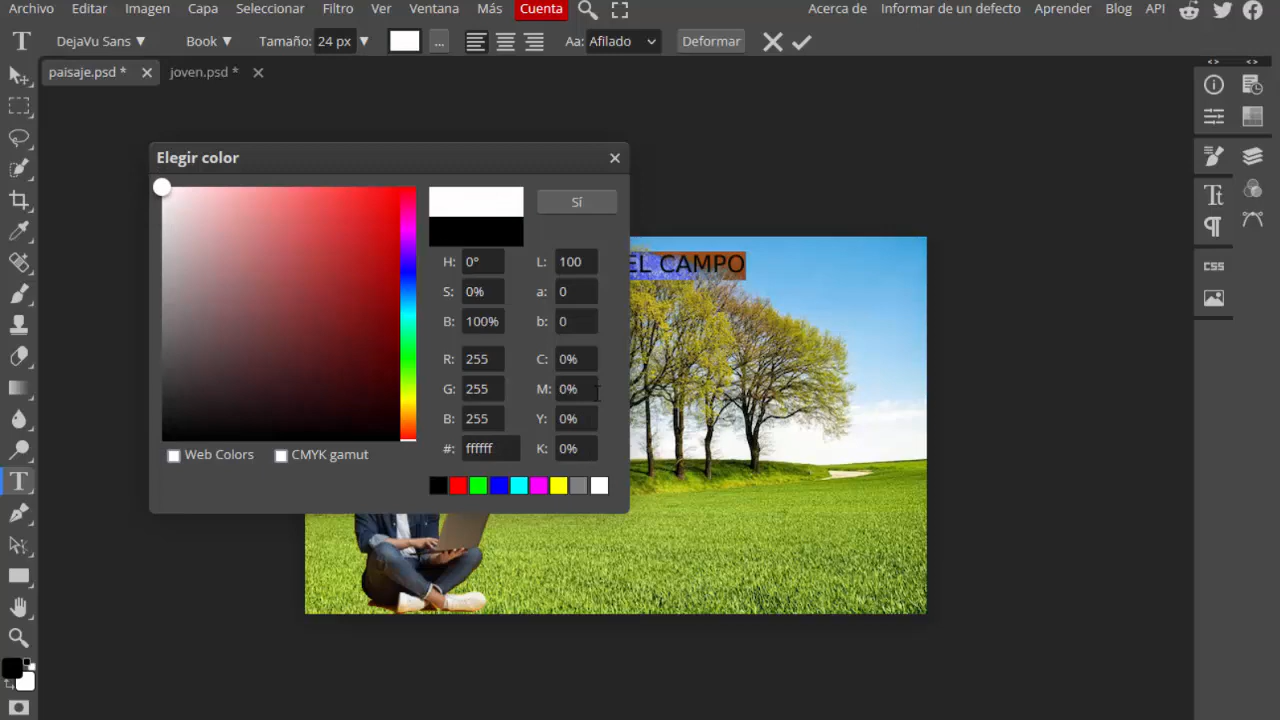 Archivo Editar Imagen Capa Seleccionar Filtro Ver Ventana Más Cuenta Acerca de Informar de un defecto Aprender Blog API
T DejaVu Sans Book Tamaño: 24 px ... Aa: Afilado Deformar
paisaje.psd * joven.psd *
Elegir color
Sí
H: 0° L: 100
S: 0% a: 0
B: 100% b: 0
R: 255 C: 0%
G: 255 M: 0%
B: 255 Y: 0%
#: ffffff K: 0%
Web Colors CMYK gamut
EL CAMPO
CSS